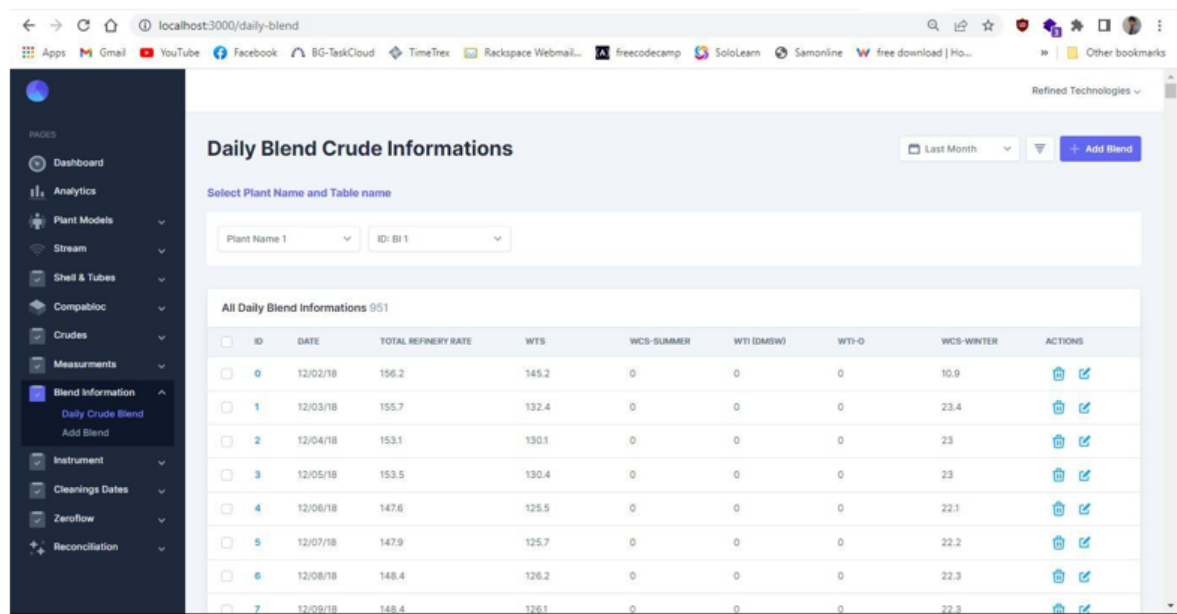 localhost:3000/daily-blend
Apps Gmail YouTube Facebook BG-TaskCloud TimeTrex Rackspace Webmail... freecodecamp SoloLearn Samonline free download | Ho... » Other bookmarks
Refined Technologies
PAGES
Dashboard
Analytics
Plant Models
Stream
Shell & Tubes
Compabloc
Crudes
Measurments
Blend Information
Daily Crude Blend
Add Blend
Instrument
Cleanings Dates
Zeroflow
Reconciliation
Daily Blend Crude Informations
Last Month
+ Add Blend
Select Plant Name and Table name
Plant Name 1 ID: BI 1
All Daily Blend Informations 951
ID DATE TOTAL REFINERY RATE WTS WCS-SUMMER WTI (DMSW) WTI-O WCS-WINTER ACTIONS
0 12/02/18 156.2 145.2 0 0 0 10.9
1 12/03/18 155.7 132.4 0 0 0 23.4
2 12/04/18 153.1 130.1 0 0 0 23
3 12/05/18 153.5 130.4 0 0 0 23
4 12/06/18 147.6 125.5 0 0 0 22.1
5 12/07/18 147.9 125.7 0 0 0 22.2
6 12/08/18 148.4 126.2 0 0 0 22.3
7 12/09/18 148.4 126.1 0 0 0 22.3